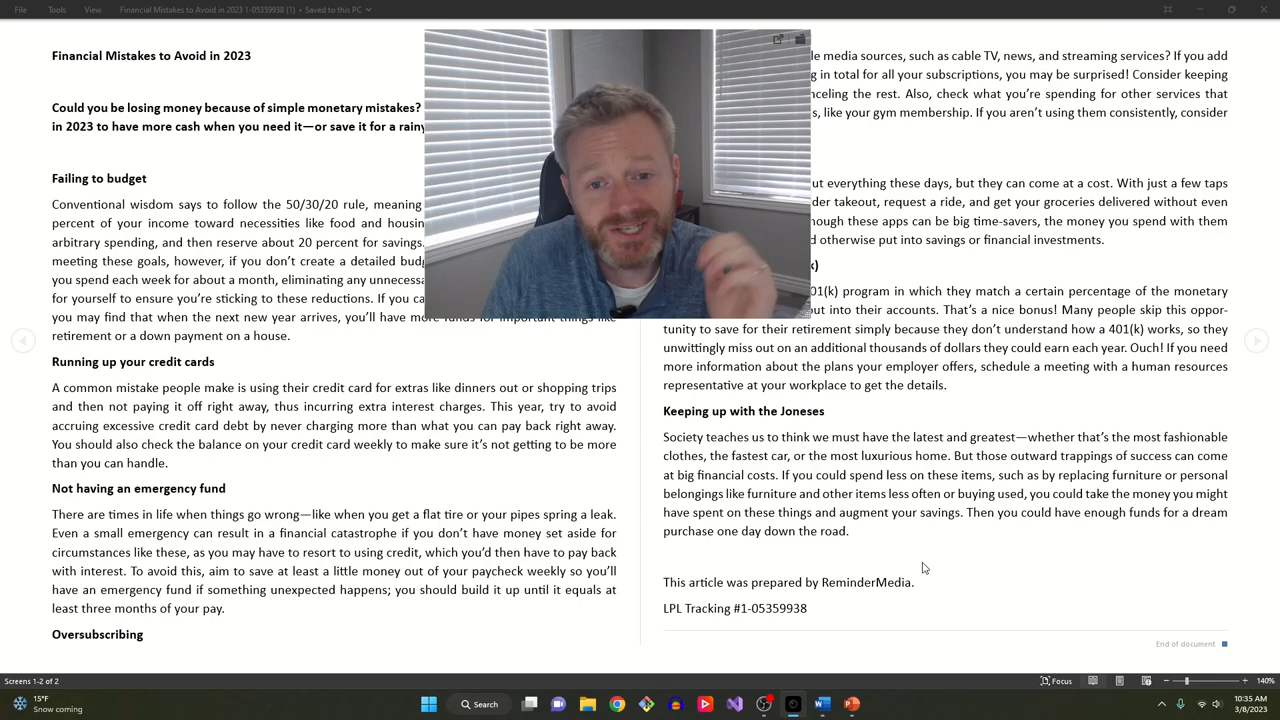 File Tools View Financial Mistakes to Avoid in 2023 1-05359938 (1) • Saved to this PC
Financial Mistakes to Avoid in 2023
Could you be losing money because of simple monetary mistakes?
in 2023 to have more cash when you need it—or save it for a rainy
Failing to budget
Conventional wisdom says to follow the 50/30/20 rule, meaning
percent of your income toward necessities like food and
arbitrary spending, and then reserve about 20 percent for savings.
meeting these goals, however, if you don't create a detailed
you spend each week for about a month, eliminating any
for yourself to ensure you're sticking to these reductions. If you
you may find that when the next new year arrives, you'll have more funds for important things like
retirement or a down payment on a house.
Running up your credit cards
A common mistake people make is using their credit card for extras like dinners out or shopping trips
and then not paying it off right away, thus incurring extra interest charges. This year, try to avoid
accruing excessive credit card debt by never charging more than what you can pay back right away.
You should also check the balance on your credit card weekly to make sure it's not getting to be more
than you can handle.
Not having an emergency fund
There are times in life when things go wrong—like when you get a flat tire or your pipes spring a leak.
Even a small emergency can result in a financial catastrophe if you don't have money set aside for
circumstances like these, as you may have to resort to using credit, which you'd then have to pay back
with interest. To avoid this, aim to save at least a little money out of your paycheck weekly so you'll
have an emergency fund if something unexpected happens; you should build it up until it equals at
least three months of your pay.
Oversubscribing
media sources, such as cable TV, news, and streaming services? If you add
in total for all your subscriptions, you may be surprised! Consider keeping
the rest. Also, check what you're spending for other services that
like your gym membership. If you aren't using them consistently, consider
everything these days, but they can come at a cost. With just a few taps
takeout, request a ride, and get your groceries delivered without even
these apps can be big time-savers, the money you spend with them
otherwise put into savings or financial investments.
k)
01(k) program in which they match a certain percentage of the monetary
into their accounts. That's a nice bonus! Many people skip this oppor-
tunity to save for their retirement simply because they don't understand how a 401(k) works, so they
unwittingly miss out on an additional thousands of dollars they could earn each year. Ouch! If you need
more information about the plans your employer offers, schedule a meeting with a human resources
representative at your workplace to get the details.
Keeping up with the Joneses
Society teaches us to think we must have the latest and greatest—whether that's the most fashionable
clothes, the fastest car, or the most luxurious home. But those outward trappings of success can come
at big financial costs. If you could spend less on these items, such as by replacing furniture or personal
belongings like furniture and other items less often or buying used, you could take the money you might
have spent on these things and augment your savings. Then you could have enough funds for a dream
purchase one day down the road.
This article was prepared by ReminderMedia.
LPL Tracking #1-05359938
End of document
Screens 1-2 of 2 Focus 140%
15°F
Snow coming
Search
10:35 AM
3/8/2023